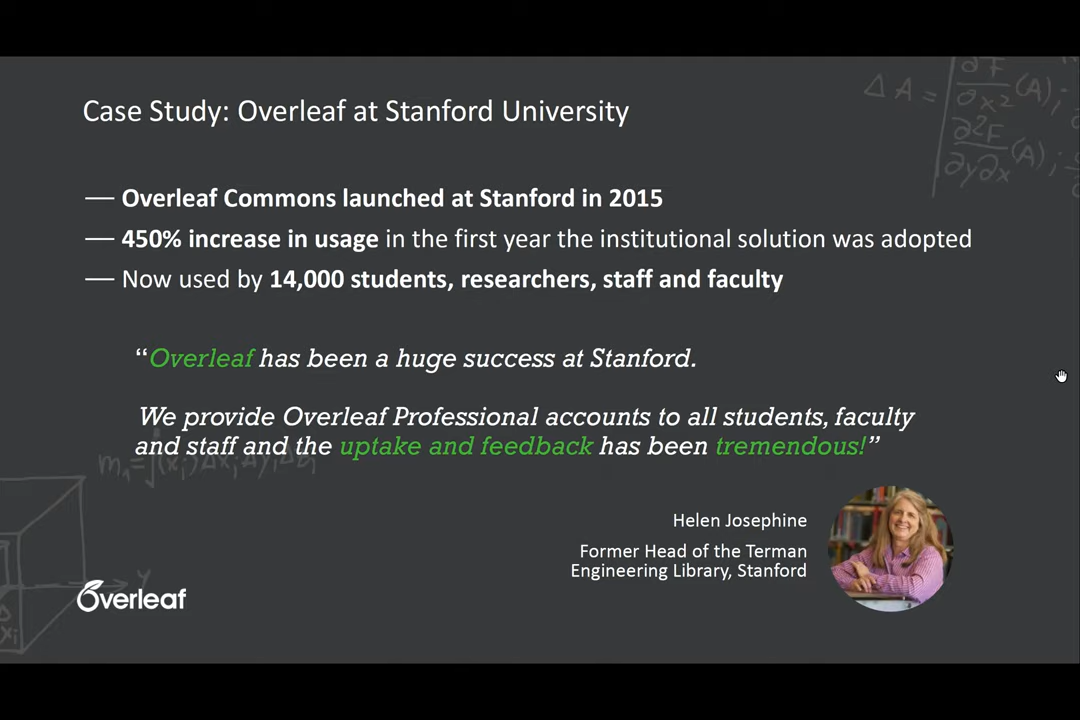 Case Study: Overleaf at Stanford University
— Overleaf Commons launched at Stanford in 2015
— 450% increase in usage in the first year the institutional solution was adopted
— Now used by 14,000 students, researchers, staff and faculty
“Overleaf has been a huge success at Stanford.
We provide Overleaf Professional accounts to all students, faculty
and staff and the uptake and feedback has been tremendous!”
Helen Josephine
Former Head of the Terman
Engineering Library, Stanford
Overleaf